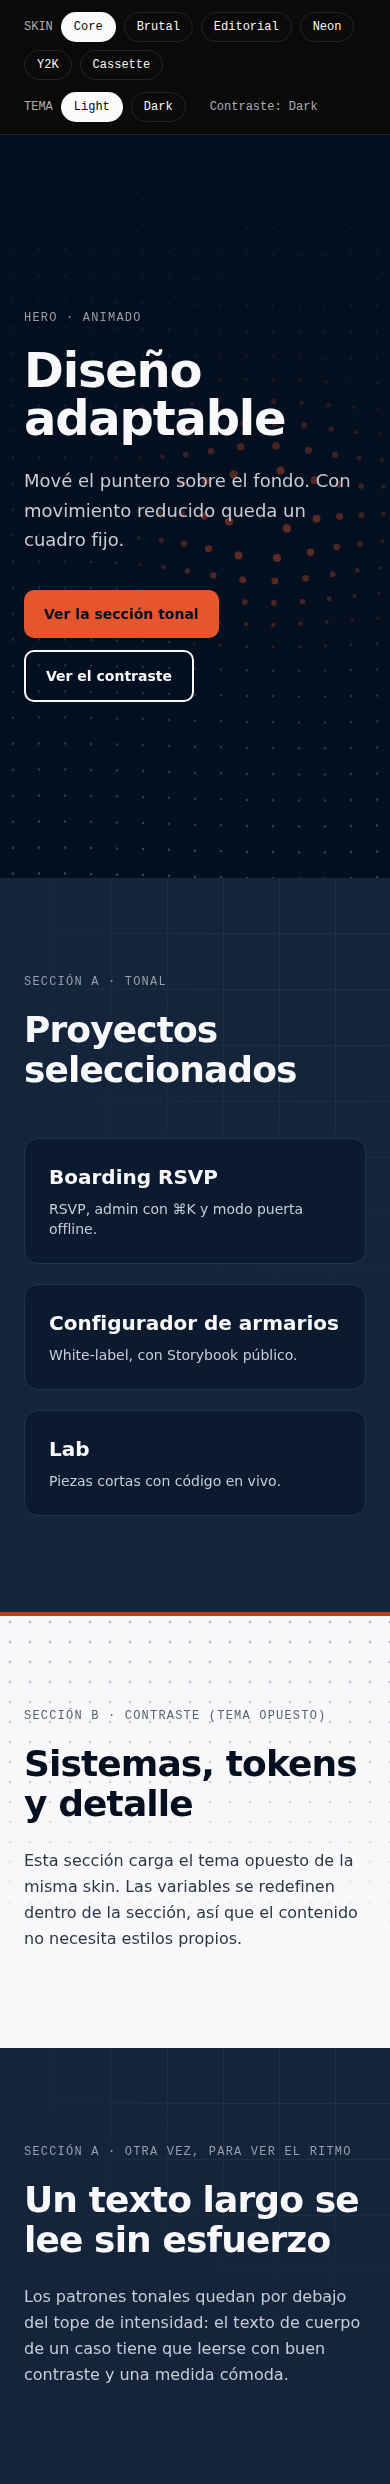 SKIN Core Brutal Editorial Neon
Y2K Cassette
TEMA Light Dark Contraste: Dark
HERO · ANIMADO
Diseño
adaptable
Mové el puntero sobre el fondo. Con
movimiento reducido queda un
cuadro fijo.
Ver la sección tonal
Ver el contraste
SECCIÓN A · TONAL
Proyectos
seleccionados
Boarding RSVP
RSVP, admin con ⌘K y modo puerta
offline.
Configurador de armarios
White-label, con Storybook público.
Lab
Piezas cortas con código en vivo.
SECCIÓN B · CONTRASTE (TEMA OPUESTO)
Sistemas, tokens
y detalle
Esta sección carga el tema opuesto de la
misma skin. Las variables se redefinen
dentro de la sección, así que el contenido
no necesita estilos propios.
SECCIÓN A · OTRA VEZ, PARA VER EL RITMO
Un texto largo se
lee sin esfuerzo
Los patrones tonales quedan por debajo
del tope de intensidad: el texto de cuerpo
de un caso tiene que leerse con buen
contraste y una medida cómoda.